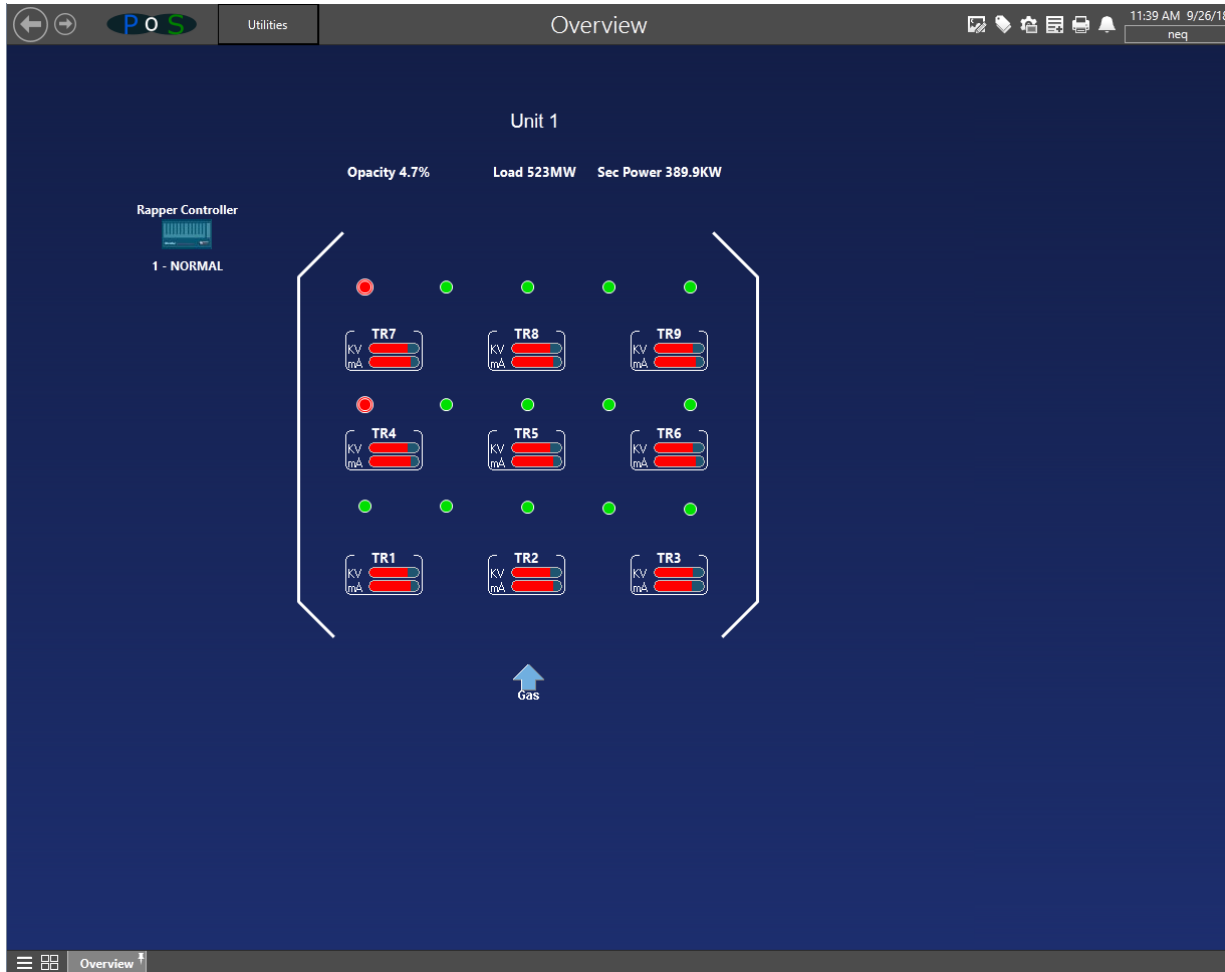 PoS
Utilities
Overview
11:39 AM 9/26/18
neq
Unit 1
Opacity 4.7%
Load 523MW
Sec Power 389.9KW
Rapper Controller
1 - NORMAL
TR7
KV
mA
TR8
KV
mA
TR9
KV
mA
TR4
KV
mA
TR5
KV
mA
TR6
KV
mA
TR1
KV
mA
TR2
KV
mA
TR3
KV
mA
Gas
Overview